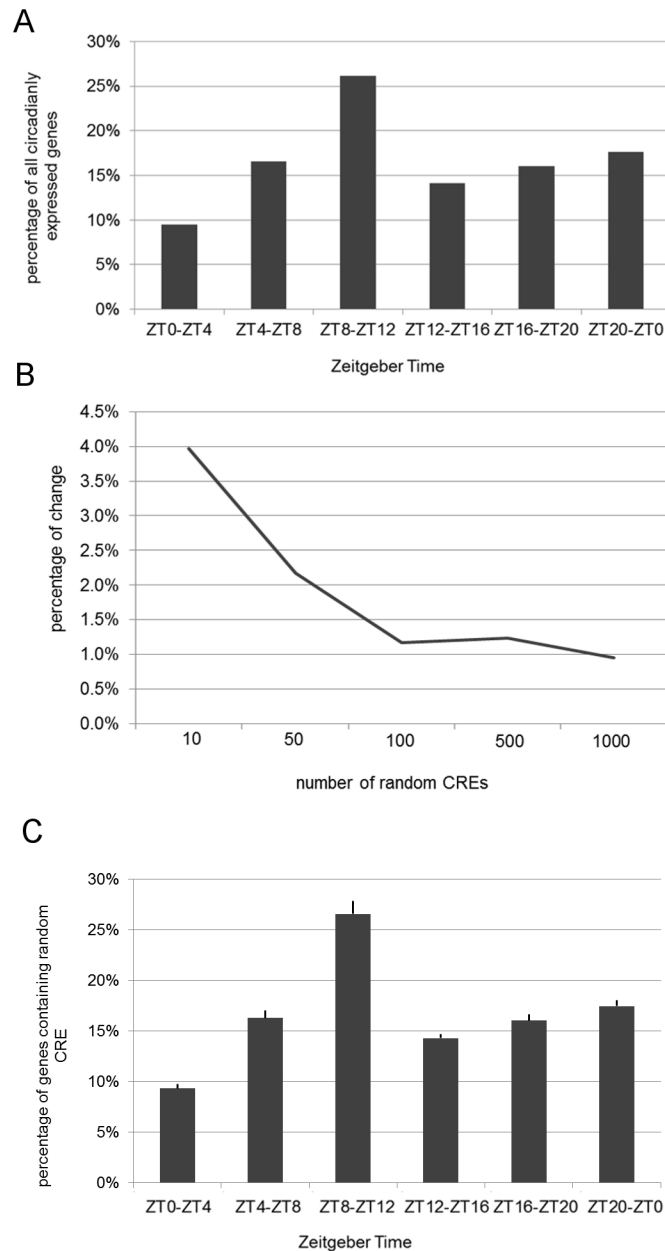 A
percentage of all circadianly
expressed genes
30%
25%
20%
15%
10%
5%
0%
ZT0-ZT4 ZT4-ZT8 ZT8-ZT12 ZT12-ZT16 ZT16-ZT20 ZT20-ZT0
Zeitgeber Time
B
percentage of change
4.5%
4.0%
3.5%
3.0%
2.5%
2.0%
1.5%
1.0%
0.5%
0.0%
10 50 100 500 1000
number of random CREs
C
percentage of genes containing random
CRE
30%
25%
20%
15%
10%
5%
0%
ZT0-ZT4 ZT4-ZT8 ZT8-ZT12 ZT12-ZT16 ZT16-ZT20 ZT20-ZT0
Zeitgeber Time